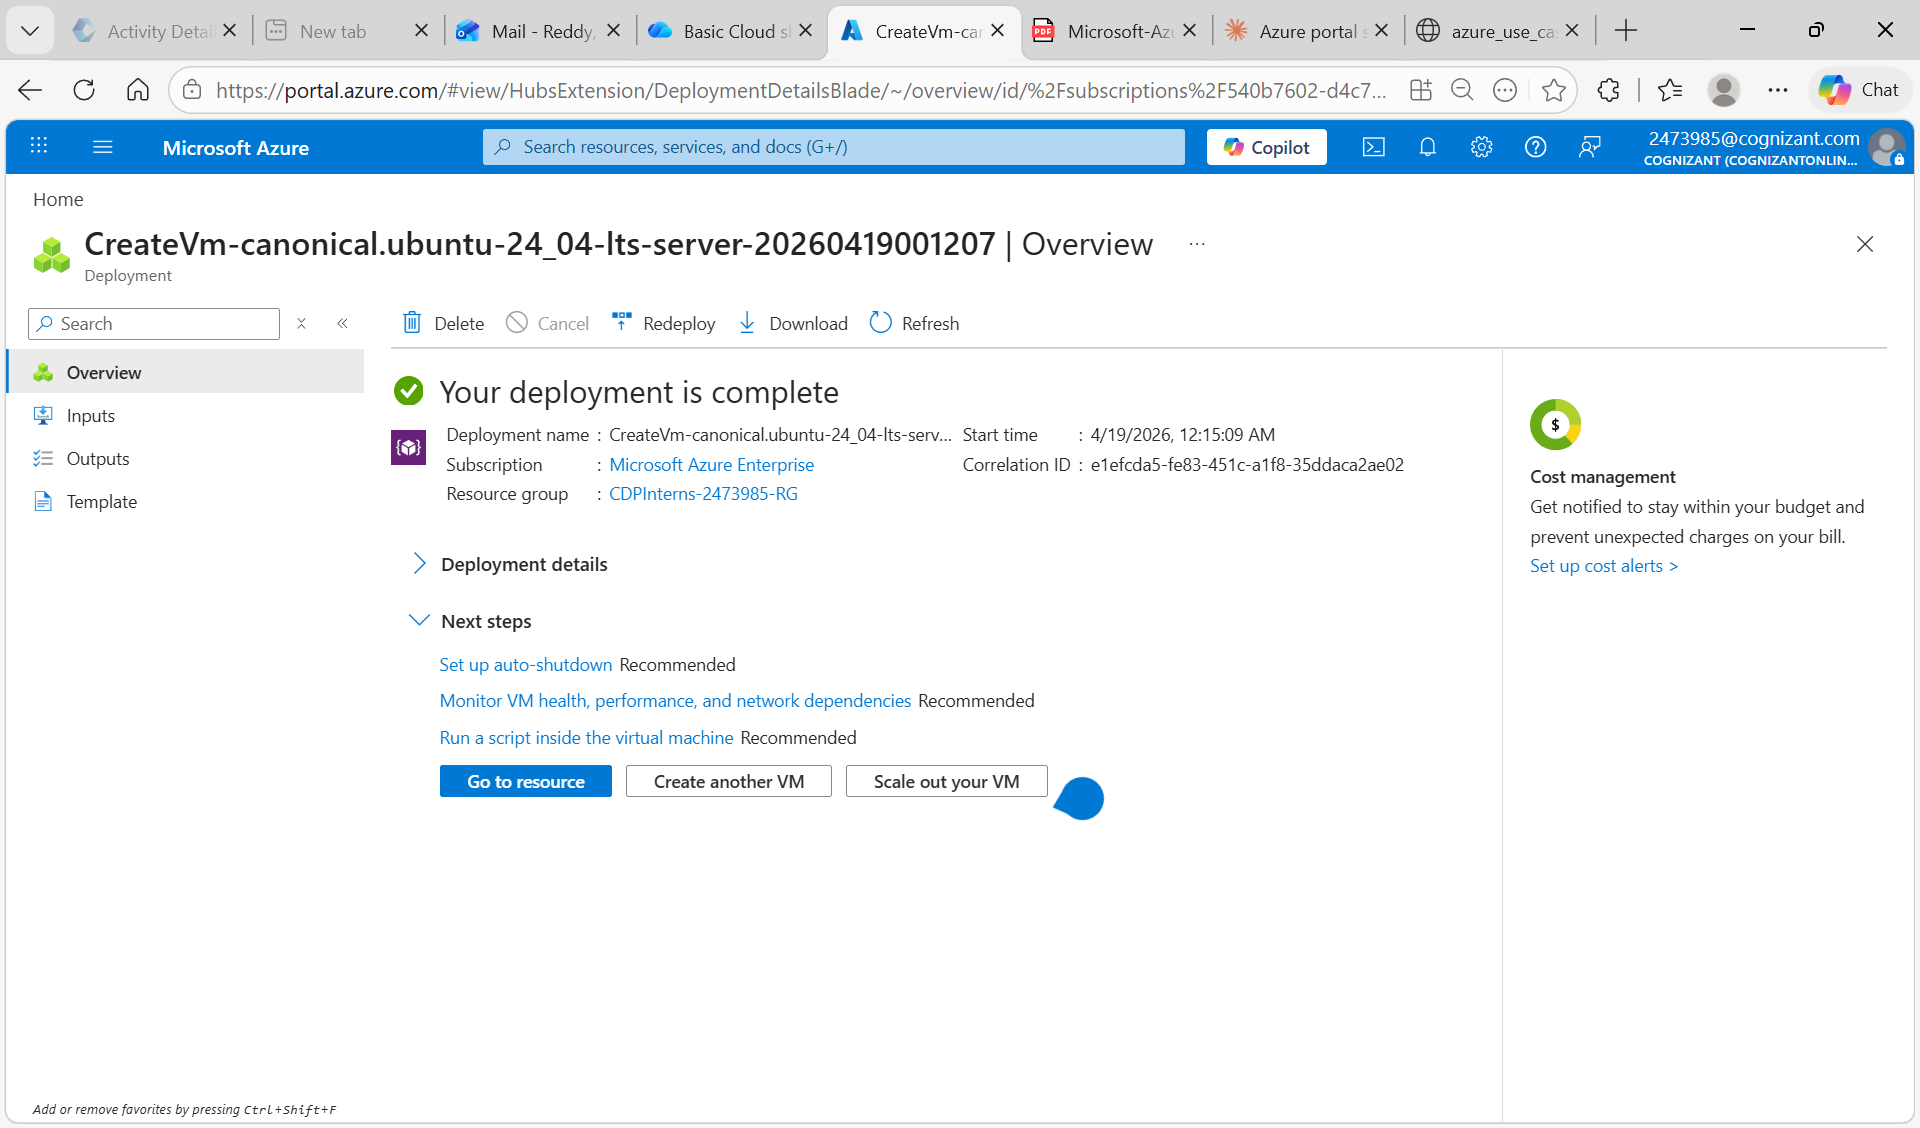 Activity Detai
New tab
Mail - Reddy,
Basic Cloud s
CreateVm-ca
Microsoft-Az
Azure portal s
azure_use_ca
https://portal.azure.com/#view/HubsExtension/DeploymentDetailsBlade/~/overview/id/%2Fsubscriptions%2F540b7602-d4c7...
Chat
Microsoft Azure
Search resources, services, and docs (G+/)
Copilot
2473985@cognizant.com
COGNIZANT (COGNIZANTONLIN...
Home
CreateVm-canonical.ubuntu-24_04-lts-server-20260419001207 | Overview
Deployment
Search
Delete
Cancel
Redeploy
Download
Refresh
Overview
Inputs
Outputs
Template
Your deployment is complete
Deployment name : CreateVm-canonical.ubuntu-24_04-lts-serv...
Subscription : Microsoft Azure Enterprise
Resource group : CDPInterns-2473985-RG
Start time : 4/19/2026, 12:15:09 AM
Correlation ID : e1efcda5-fe83-451c-a1f8-35ddaca2ae02
Deployment details
Next steps
Set up auto-shutdown Recommended
Monitor VM health, performance, and network dependencies Recommended
Run a script inside the virtual machine Recommended
Go to resource
Create another VM
Scale out your VM
$
Cost management
Get notified to stay within your budget and
prevent unexpected charges on your bill.
Set up cost alerts >
Add or remove favorites by pressing Ctrl+Shift+F